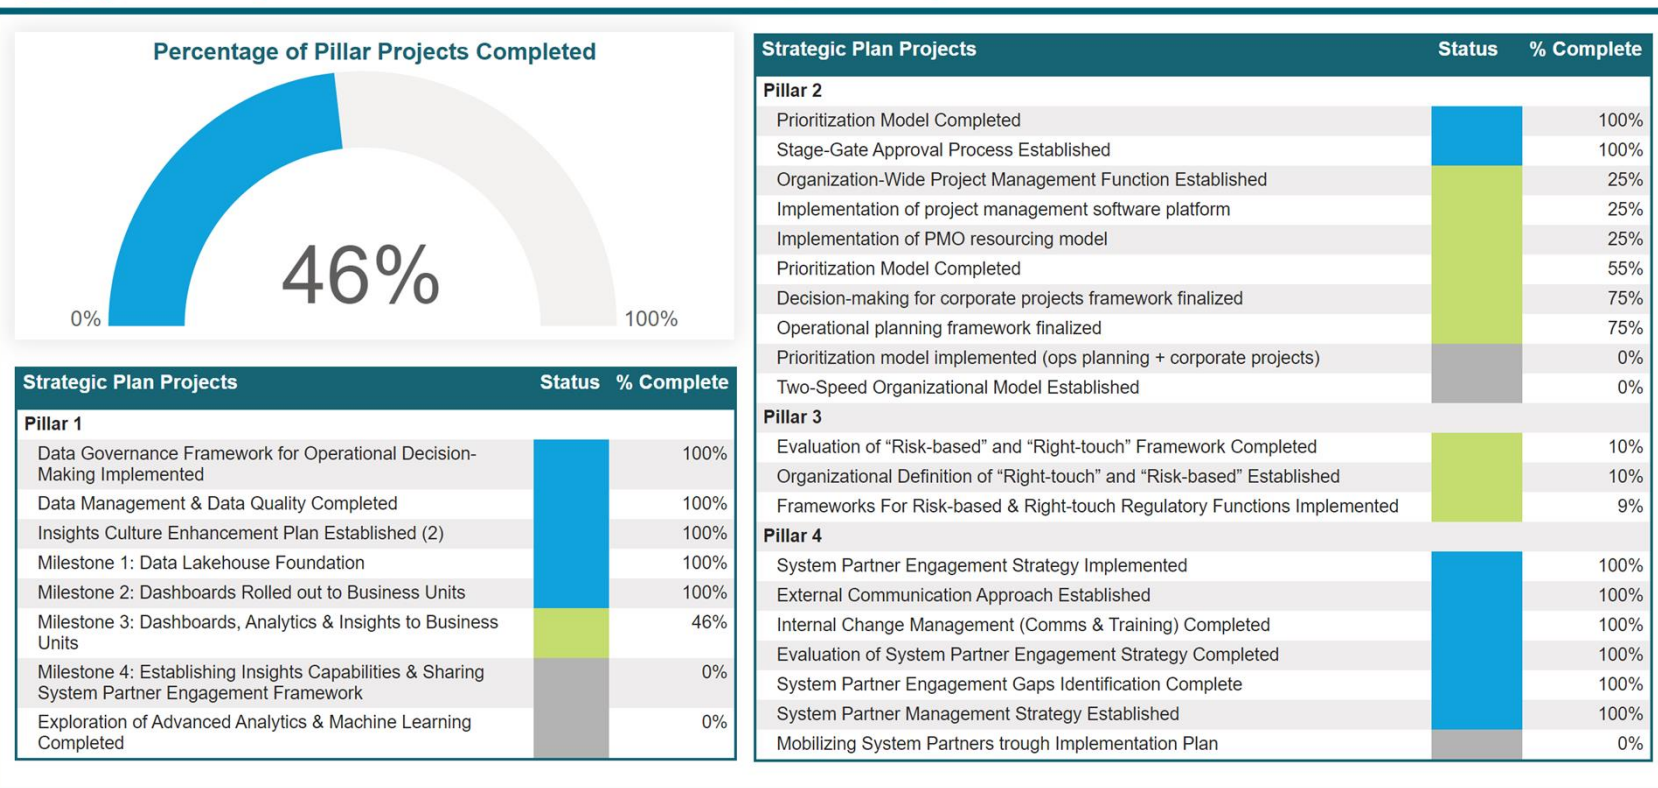 Percentage of Pillar Projects Completed
46%
0%
100%
Strategic Plan Projects Status % Complete
Pillar 1
Data Governance Framework for Operational Decision-
Making Implemented 100%
Data Management & Data Quality Completed 100%
Insights Culture Enhancement Plan Established (2) 100%
Milestone 1: Data Lakehouse Foundation 100%
Milestone 2: Dashboards Rolled out to Business Units 100%
Milestone 3: Dashboards, Analytics & Insights to Business 46%
Units
Milestone 4: Establishing Insights Capabilities & Sharing 0%
System Partner Engagement Framework
Exploration of Advanced Analytics & Machine Learning 0%
Completed
Strategic Plan Projects Status % Complete
Pillar 2
Prioritization Model Completed 100%
Stage-Gate Approval Process Established 100%
Organization-Wide Project Management Function Established 25%
Implementation of project management software platform 25%
Implementation of PMO resourcing model 25%
Prioritization Model Completed 55%
Decision-making for corporate projects framework finalized 75%
Operational planning framework finalized 75%
Prioritization model implemented (ops planning + corporate projects) 0%
Two-Speed Organizational Model Established 0%
Pillar 3
Evaluation of “Risk-based” and “Right-touch” Framework Completed 10%
Organizational Definition of “Right-touch” and “Risk-based” Established 10%
Frameworks For Risk-based & Right-touch Regulatory Functions Implemented 9%
Pillar 4
System Partner Engagement Strategy Implemented 100%
External Communication Approach Established 100%
Internal Change Management (Comms & Training) Completed 100%
Evaluation of System Partner Engagement Strategy Completed 100%
System Partner Engagement Gaps Identification Complete 100%
System Partner Management Strategy Established 100%
Mobilizing System Partners trough Implementation Plan 0%